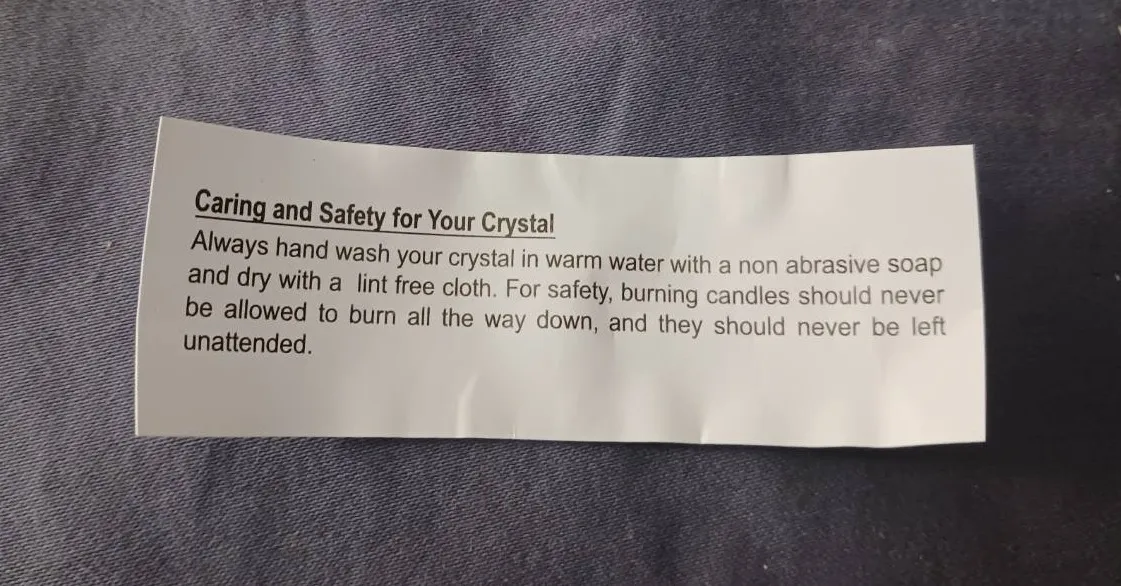 Caring and Safety for Your Crystal
Always hand wash your crystal in warm water with a non abrasive soap
and dry with a lint free cloth. For safety, burning candles should never
be allowed to burn all the way down, and they should never be left
unattended.